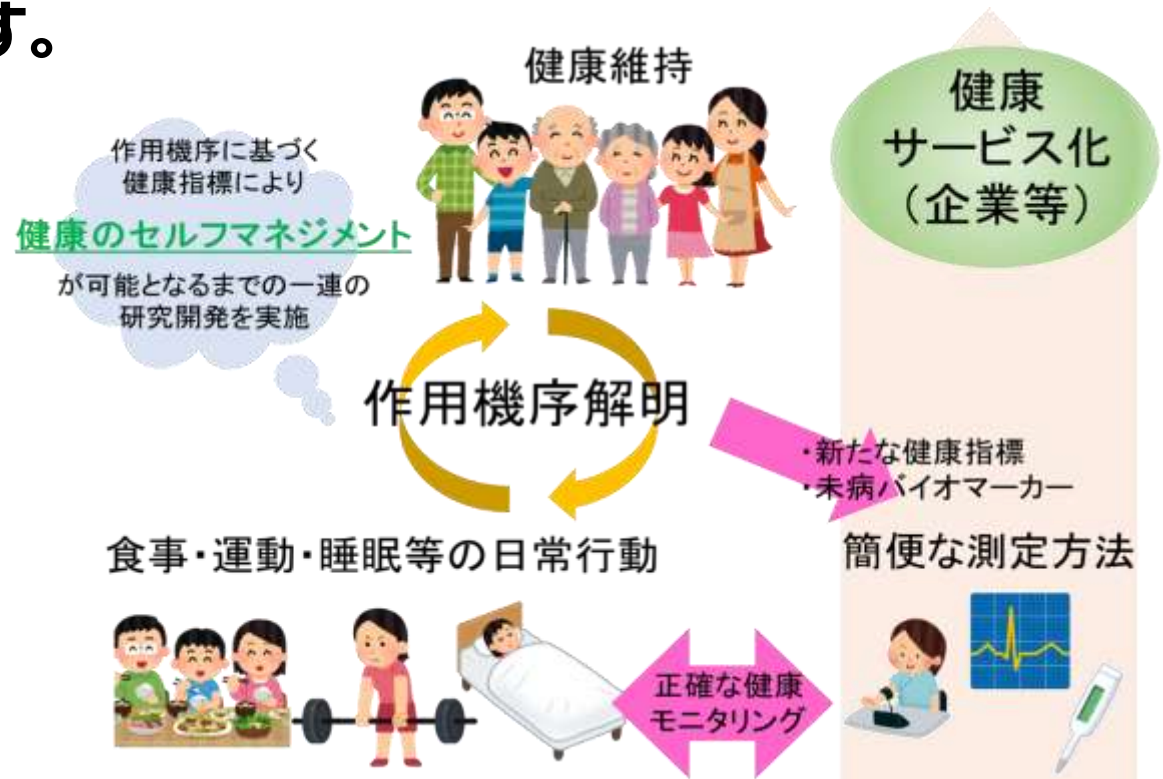 す。
健康維持
健康
サービス化
（企業等）
作用機序に基づく
健康指標により
健康のセルフマネジメント
が可能となるまでの一連の
研究開発を実施
作用機序解明
・新たな健康指標
・未病バイオマーカー
食事・運動・睡眠等の日常行動
簡便な測定方法
正確な健康
モニタリング